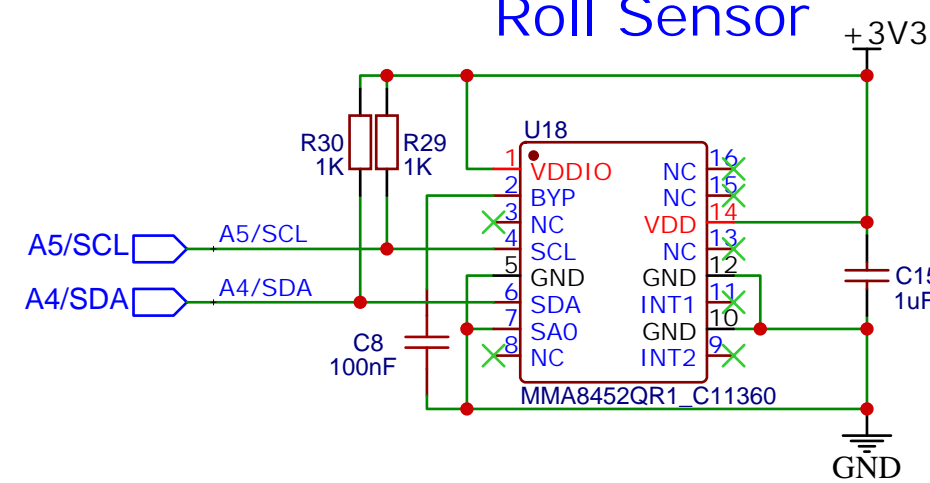 Roll Sensor
+3V3
R30
1K
R29
1K
U18
1
VDDIO
2
BYP
3
NC
4
SCL
5
GND
6
SDA
7
SA0
8
NC
16
NC
15
NC
14
VDD
13
NC
12
GND
11
INT1
10
GND
9
INT2
MMA8452QR1_C11360
A5/SCL
A5/SCL
A4/SDA
A4/SDA
C8
100nF
C15
1uF
GND